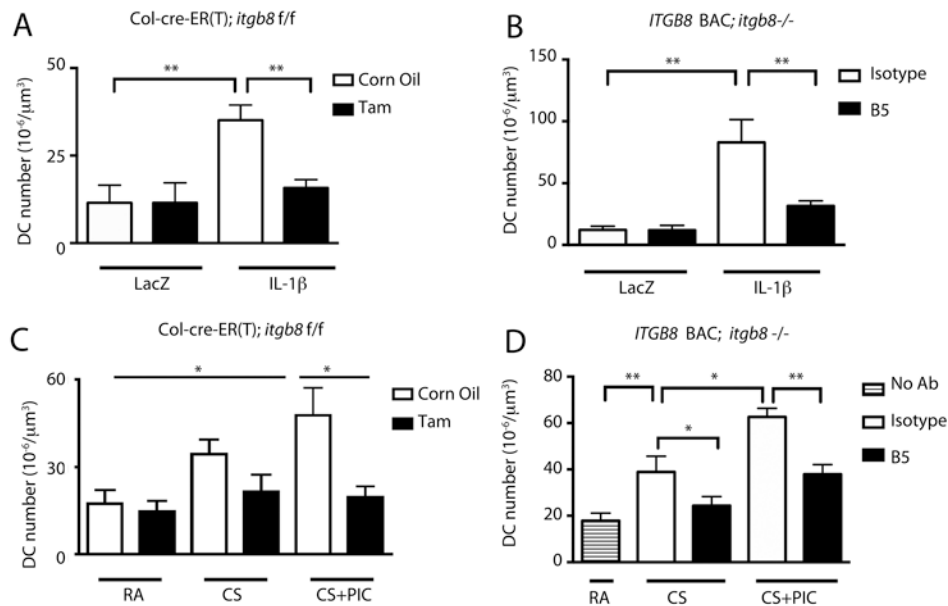 A
Col-cre-ER(T); itgb8 f/f
DC number (10-6/μm3)
50
25
0
**
**
Corn Oil
Tam
LacZ
IL-1β
B
ITGB8 BAC; itgb8-/-
DC number (10-6/μm3)
150
100
50
0
**
**
Isotype
B5
LacZ
IL-1β
C
Col-cre-ER(T); itgb8 f/f
DC number (10-6/μm3)
60
30
0
*
*
Corn Oil
Tam
RA
CS
CS+PIC
D
ITGB8 BAC; itgb8 -/-
DC number (10-6/μm3)
80
60
40
20
0
**
*
**
*
No Ab
Isotype
B5
RA
CS
CS+PIC